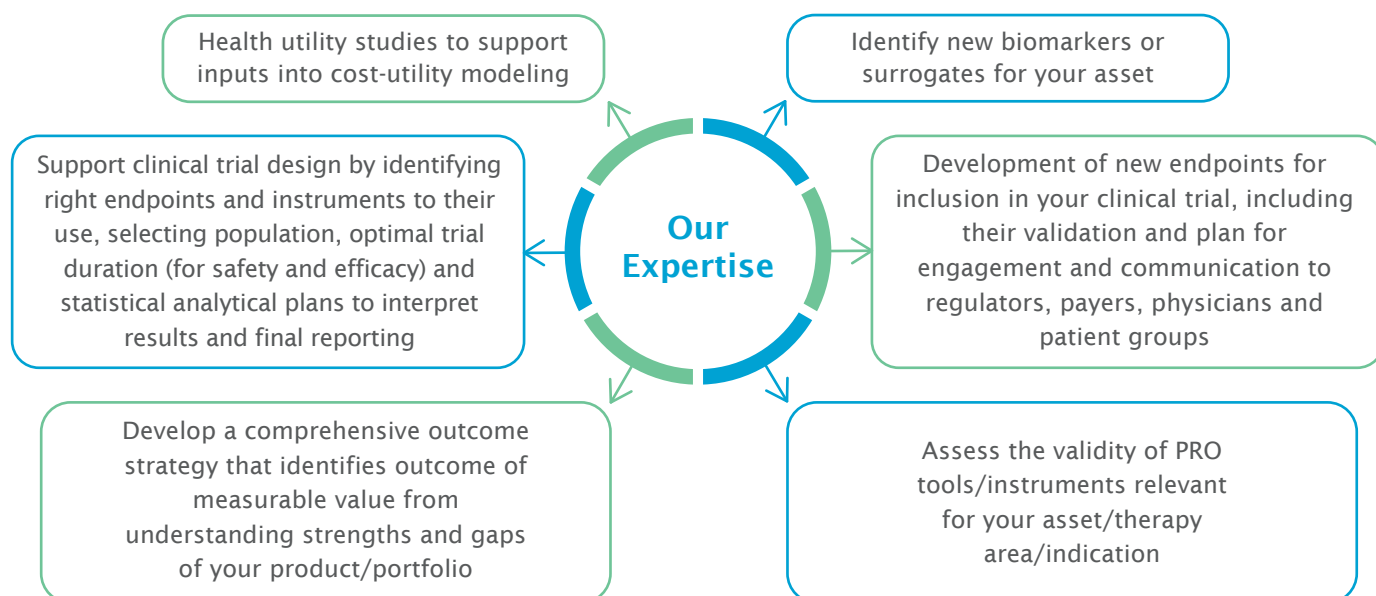 Health utility studies to support
inputs into cost-utility modeling
Identify new biomarkers or
surrogates for your asset
Support clinical trial design by identifying
right endpoints and instruments to their
use, selecting population, optimal trial
duration (for safety and efficacy) and
statistical analytical plans to interpret
results and final reporting
Our
Expertise
Development of new endpoints for
inclusion in your clinical trial, including
their validation and plan for
engagement and communication to
regulators, payers, physicians and
patient groups
Develop a comprehensive outcome
strategy that identifies outcome of
measurable value from
understanding strengths and gaps
of your product/portfolio
Assess the validity of PRO
tools/instruments relevant
for your asset/therapy
area/indication